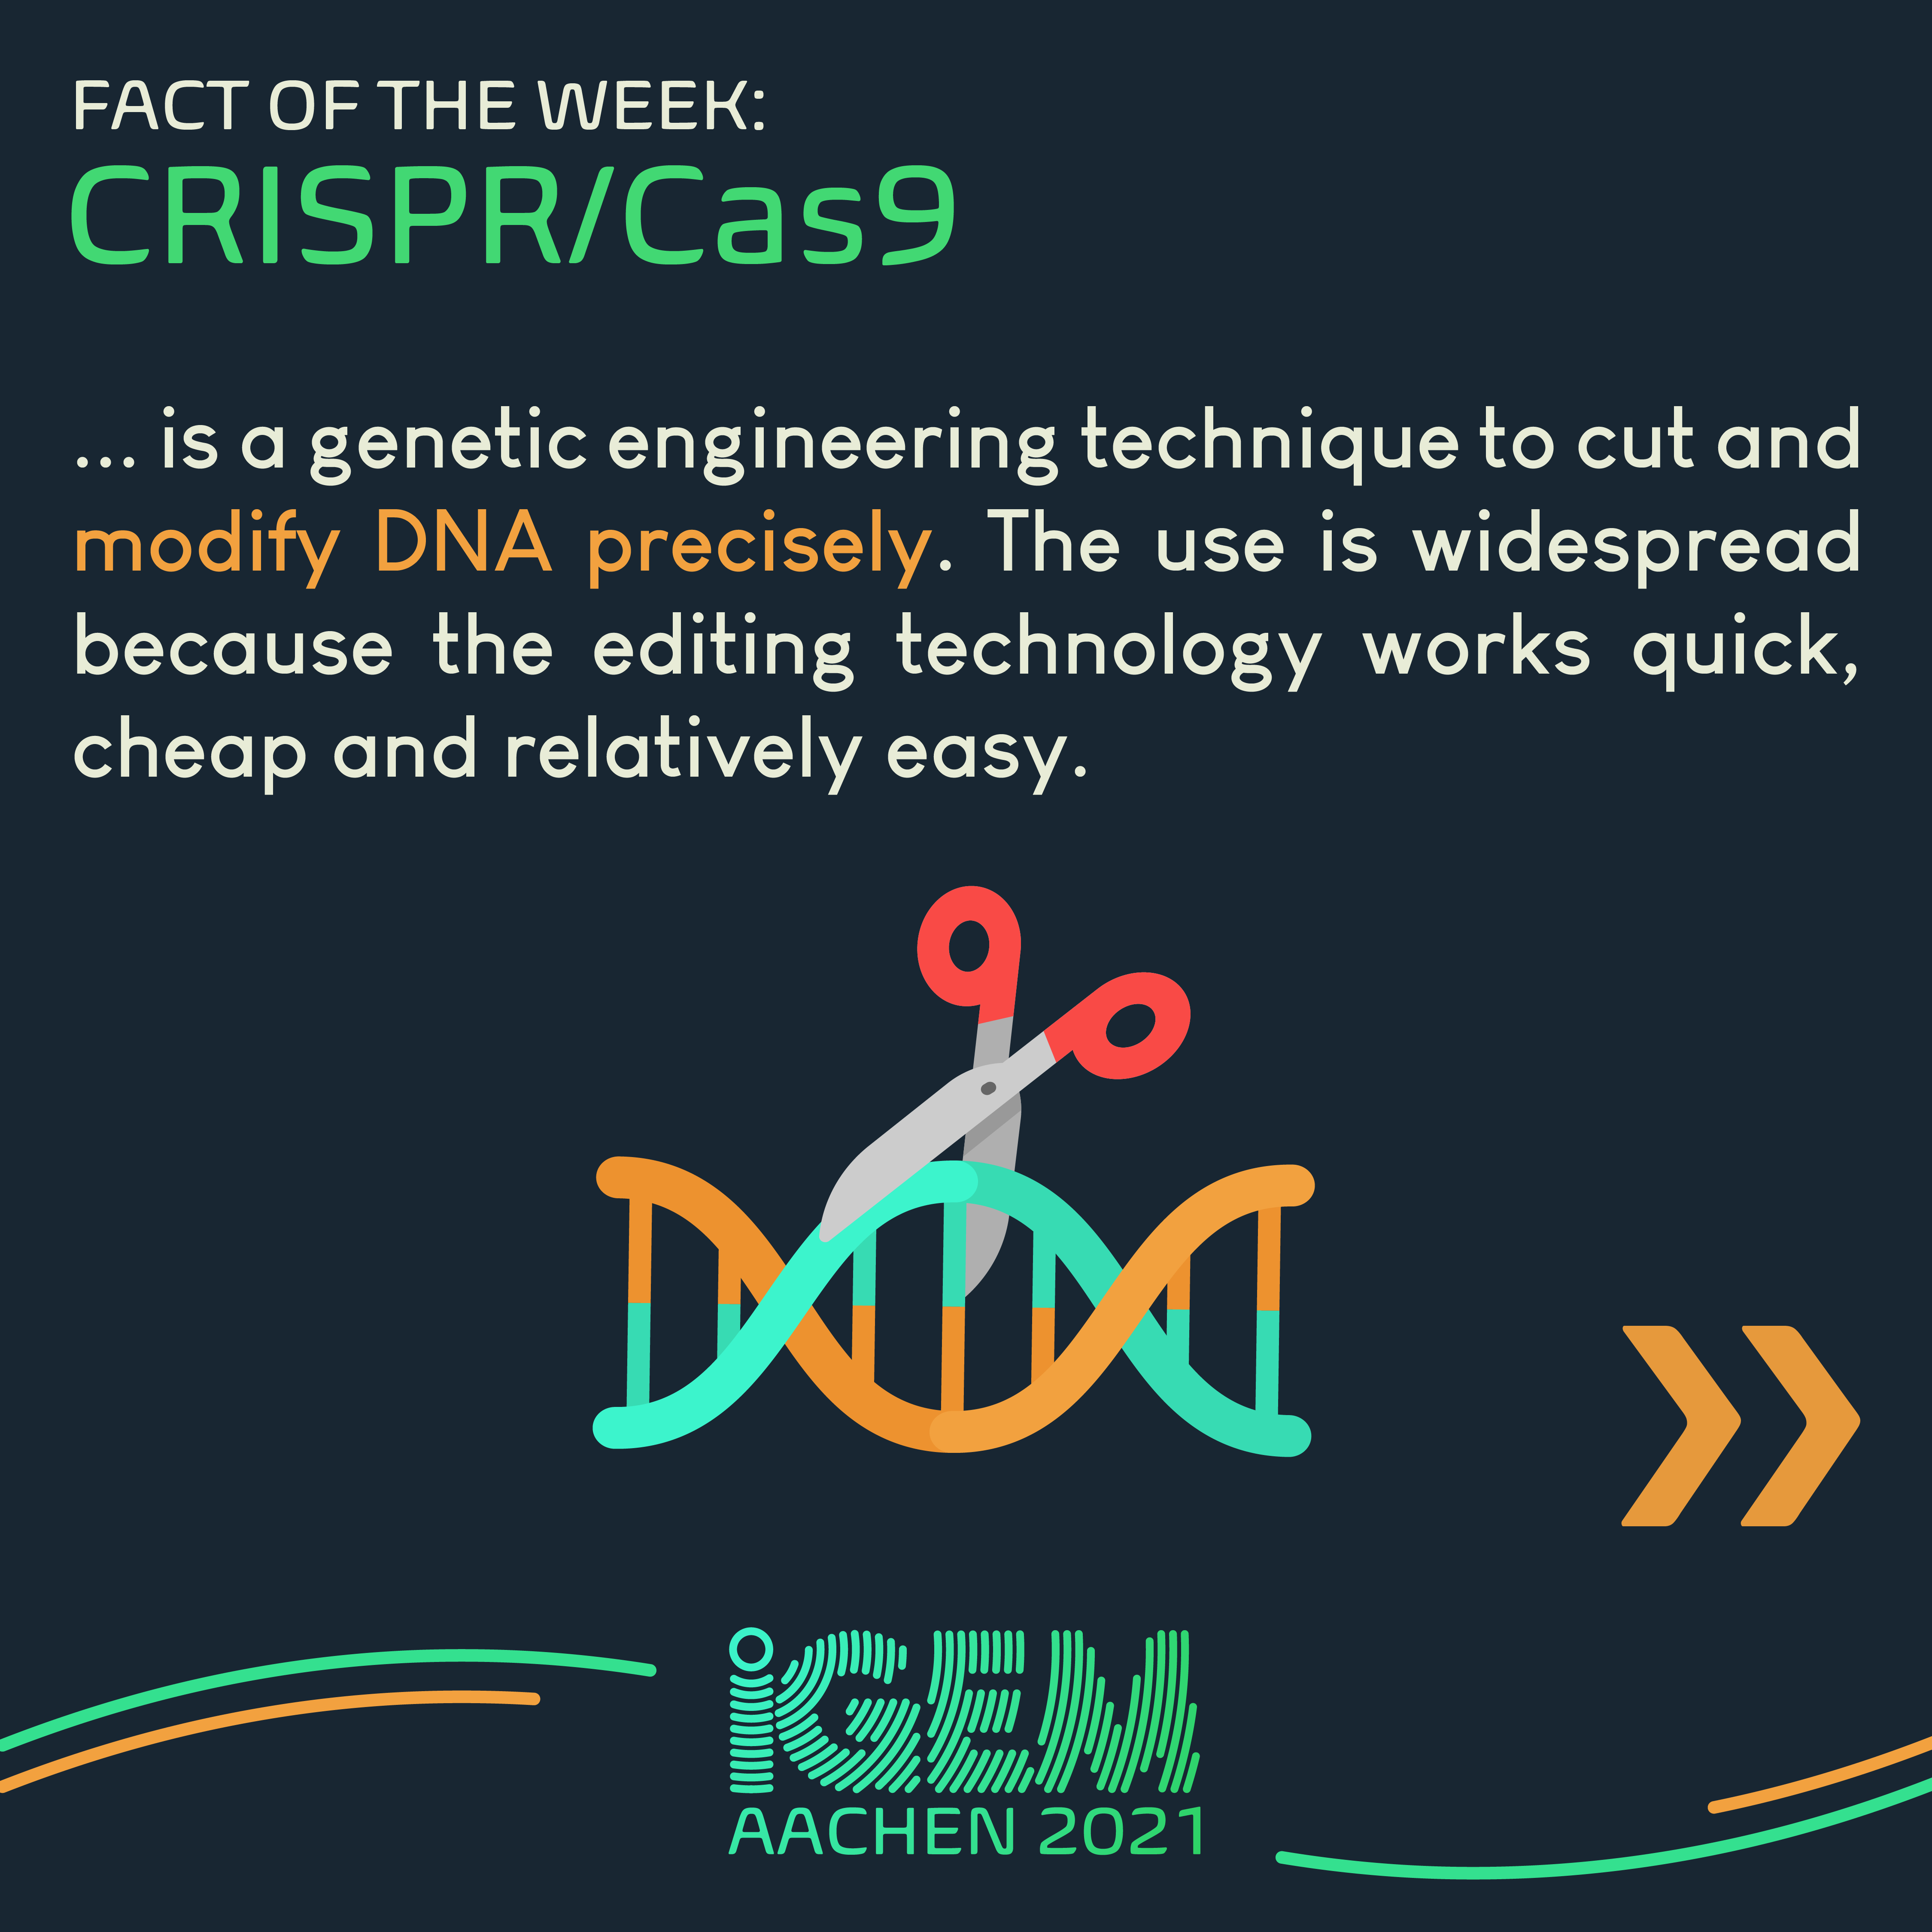 FACT OF THE WEEK:
CRISPR/Cas9
... is a genetic engineering technique to cut and
modify DNA precisely. The use is widespread
because the editing technology works quick,
cheap and relatively easy.
iGEM
AACHEN 2021